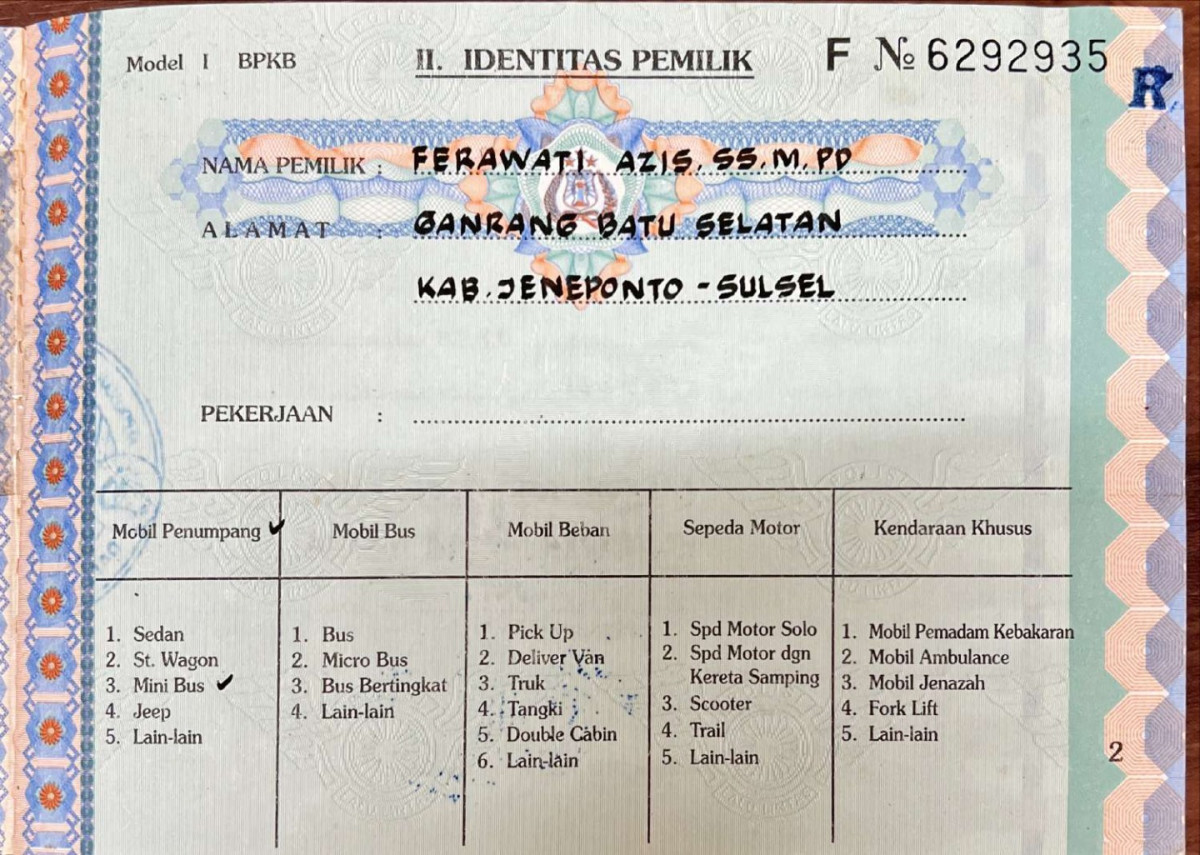 Model I BPKB
II. IDENTITAS PEMILIK
F № 6292935
R
NAMA PEMILIK : FERAWATI AZIS. SS. M. PD
ALAMAT : GANRANG BATU SELATAN
KAB. JENEPONTO - SULSEL
PEKERJAAN :
Mobil Penumpang ✓
1. Sedan
2. St. Wagon
3. Mini Bus ✓
4. Jeep
5. Lain-lain
Mobil Bus
1. Bus
2. Micro Bus
3. Bus Bertingkat
4. Lain-lain
Mobil Beban
1. Pick Up
2. Deliver Van
3. Truk
4. Tangki
5. Double Cabin
6. Lain-lain
Sepeda Motor
1. Spd Motor Solo
2. Spd Motor dgn
Kereta Samping
3. Scooter
4. Trail
5. Lain-lain
Kendaraan Khusus
1. Mobil Pemadam Kebakaran
2. Mobil Ambulance
3. Mobil Jenazah
4. Fork Lift
5. Lain-lain
2